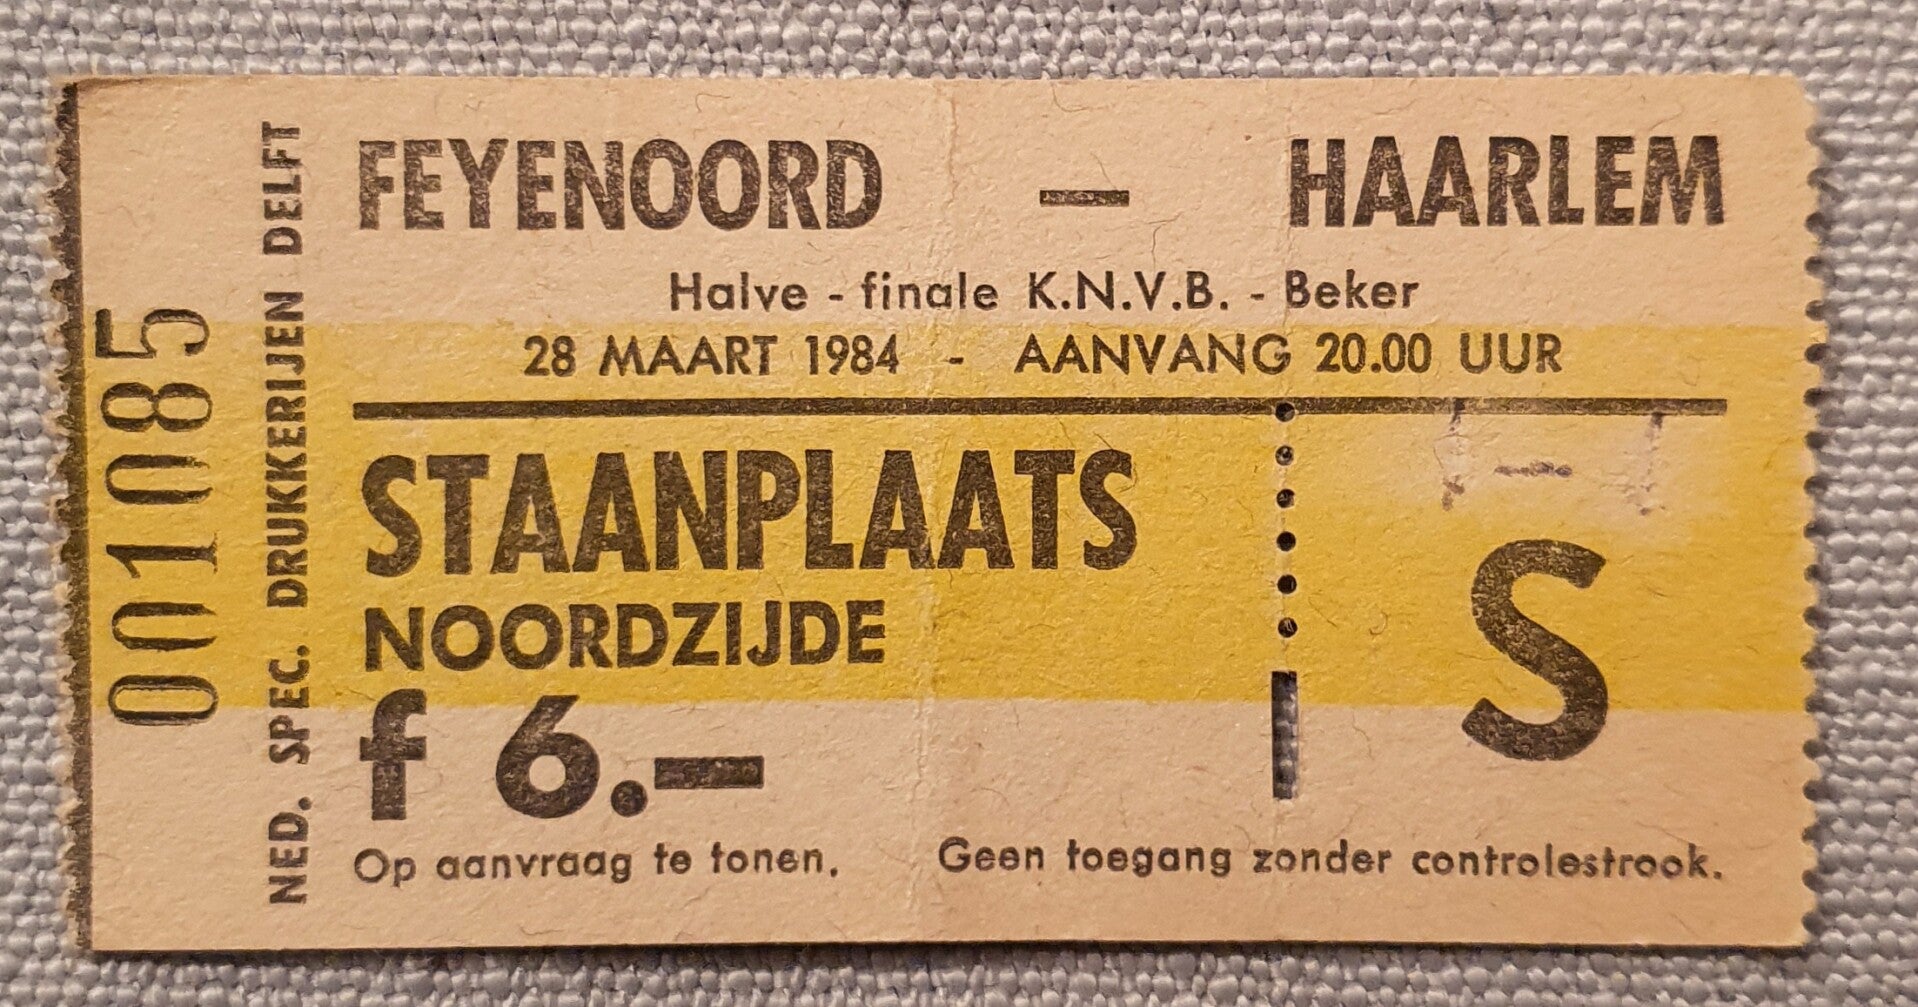 FEYENOORD — HAARLEM
Halve - finale K.N.V.B. - Beker
28 MAART 1984 - AANVANG 20.00 UUR
STAANPLAATS
NOORDZIJDE
f 6.—
S
Op aanvraag te tonen. Geen toegang zonder controlestrook.
NED. SPEC. DRUKKERIJEN DELFT
001085